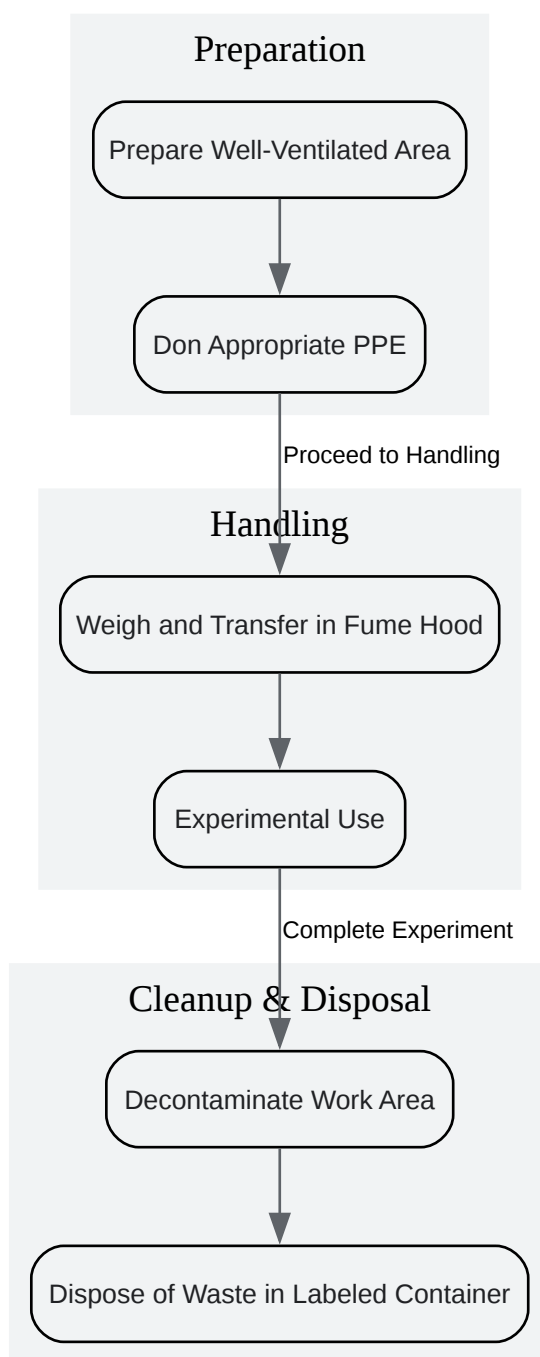 Preparation
Prepare Well-Ventilated Area
Don Appropriate PPE
Proceed to Handling
Handling
Weigh and Transfer in Fume Hood
Experimental Use
Complete Experiment
Cleanup & Disposal
Decontaminate Work Area
Dispose of Waste in Labeled Container